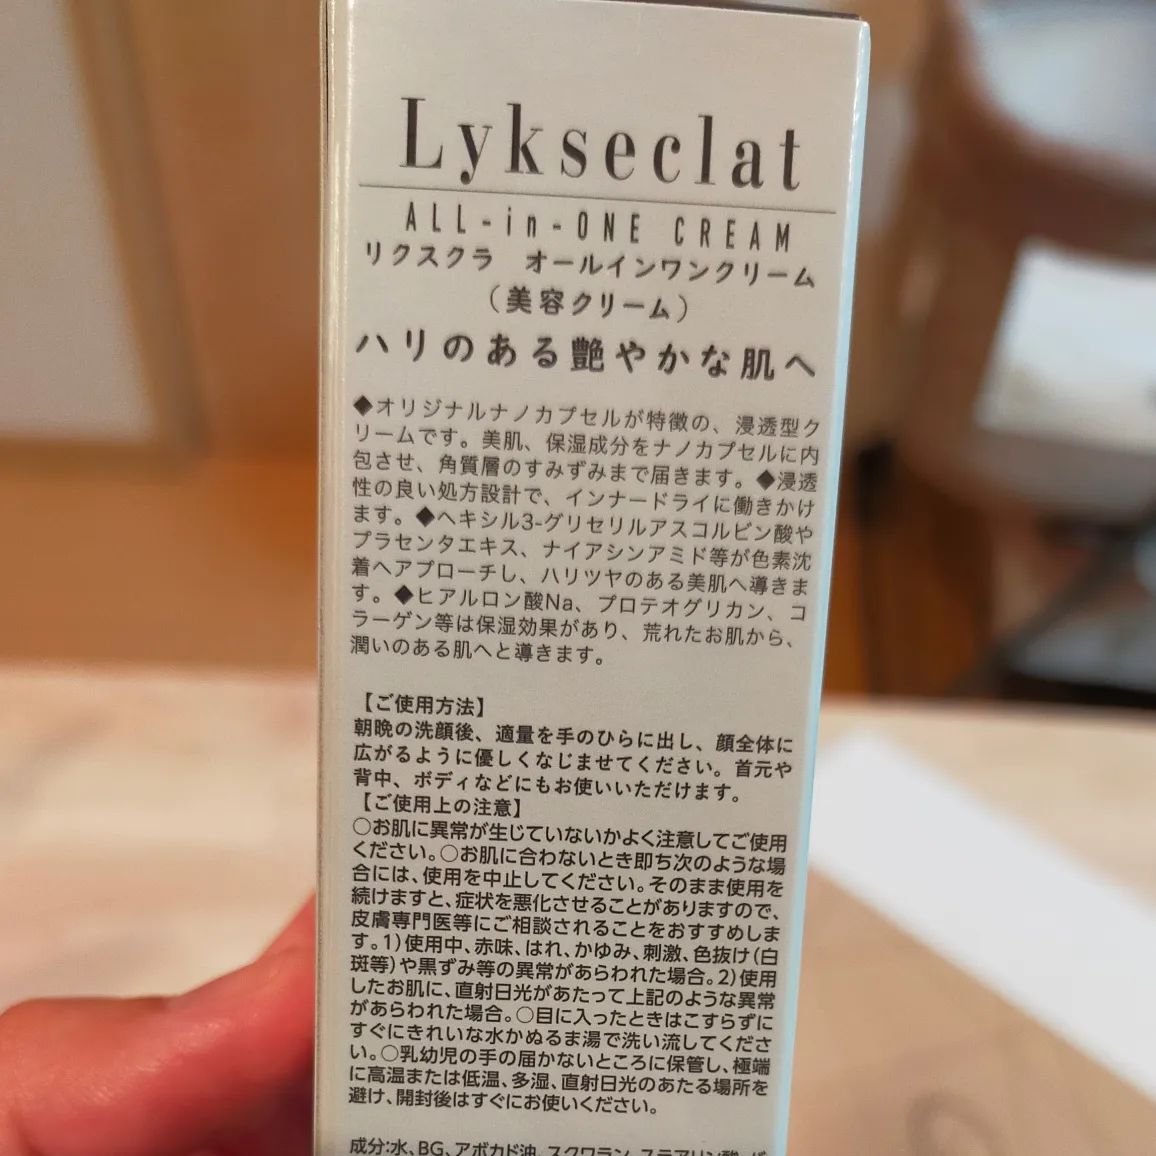 Lykseclat
ALL-in-ONE CREAM
リクスクラ オールインワンクリーム
（美容クリーム）
ハリのある艶やかな肌へ
◆オリジナルナノカプセルが特徴の、浸透型ク
リームです。美肌、保湿成分をナノカプセルに内
包させ、角質層のすみずみまで届きます。◆浸透
性の良い処方設計で、インナードライに働きかけ
ます。◆ヘキシル3-グリセリルアスコルビン酸や
プラセンタエキス、ナイアシンアミド等が色素沈
着へアプローチし、ハリツヤのある美肌へ導きま
す。◆ヒアルロン酸Na、プロテオグリカン、コ
ラーゲン等は保湿効果があり、荒れたお肌から、
潤いのある肌へと導きます。
【ご使用方法】
朝晩の洗顔後、適量を手のひらに出し、顔全体に
広がるように優しくなじませてください。首元や
背中、ボディなどにもお使いいただけます。
【ご使用上の注意】
○お肌に異常が生じていないかよく注意してご使用
ください。○お肌に合わないとき即ち次のような場
合には、使用を中止してください。そのまま使用を
続けますと、症状を悪化させることがありますので、
皮膚専門医等にご相談されることをおすすめしま
す。1）使用中、赤味、はれ、かゆみ、刺激、色抜け（白
斑等）や黒ずみ等の異常があらわれた場合。2）使用
したお肌に、直射日光があたって上記のような異常
があらわれた場合。○目に入ったときはこすらずに
すぐにきれいな水かぬるま湯で洗い流してくださ
い。○乳幼児の手の届かないところに保管し、極端
に高温または低温、多湿、直射日光のあたる場所を
避け、開封後はすぐにお使いください。
成分:水、BG、アボカド油、スクワラン、ステアリン酸、バ